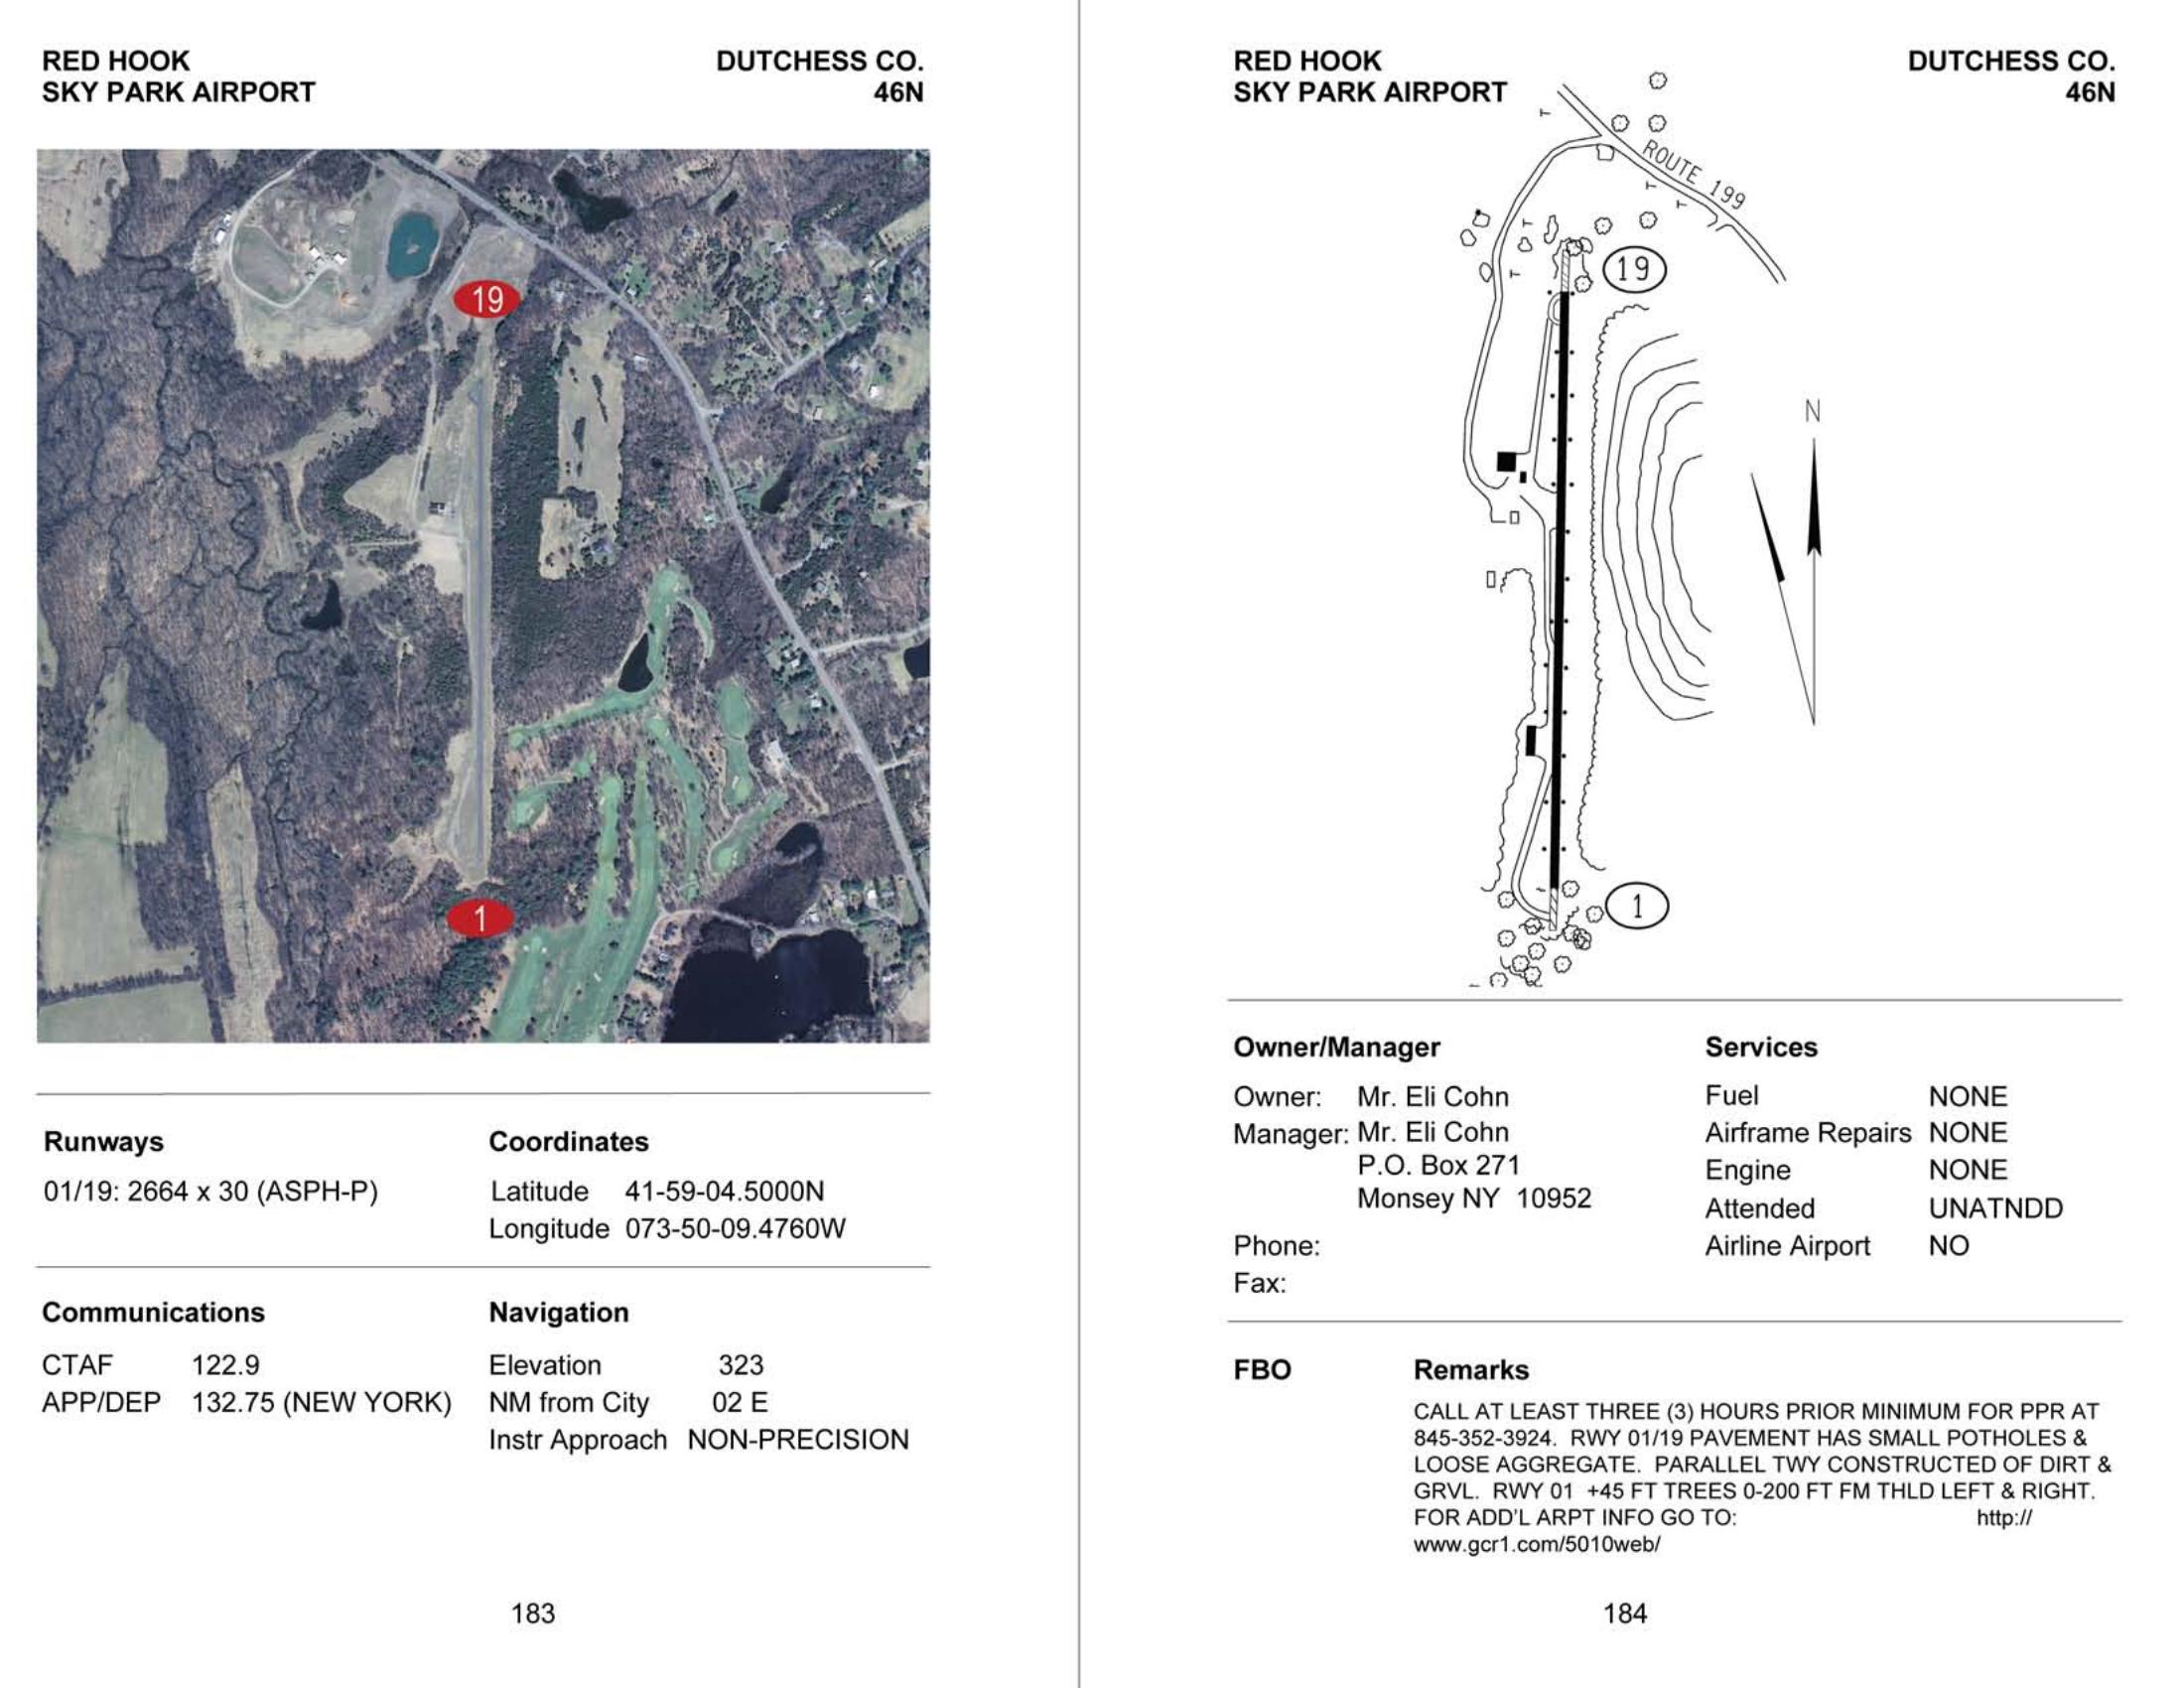 RED HOOK
SKY PARK AIRPORT
DUTCHESS CO.
46N
19
1
Runways
01/19: 2664 x 30 (ASPH-P)
Coordinates
Latitude 41-59-04.5000N
Longitude 073-50-09.4760W
Communications
CTAF 122.9
APP/DEP 132.75 (NEW YORK)
Navigation
Elevation 323
NM from City 02 E
Instr Approach NON-PRECISION
183
RED HOOK
SKY PARK AIRPORT
DUTCHESS CO.
46N
ROUTE 199
19
N
1
Owner/Manager
Owner: Mr. Eli Cohn
Manager: Mr. Eli Cohn
P.O. Box 271
Monsey NY 10952
Phone:
Fax:
Services
Fuel NONE
Airframe Repairs NONE
Engine NONE
Attended UNATNDD
Airline Airport NO
FBO
Remarks
CALL AT LEAST THREE (3) HOURS PRIOR MINIMUM FOR PPR AT
845-352-3924. RWY 01/19 PAVEMENT HAS SMALL POTHOLES &
LOOSE AGGREGATE. PARALLEL TWY CONSTRUCTED OF DIRT &
GRVL. RWY 01 +45 FT TREES 0-200 FT FM THLD LEFT & RIGHT.
FOR ADD'L ARPT INFO GO TO: http://
www.gcr1.com/5010web/
184